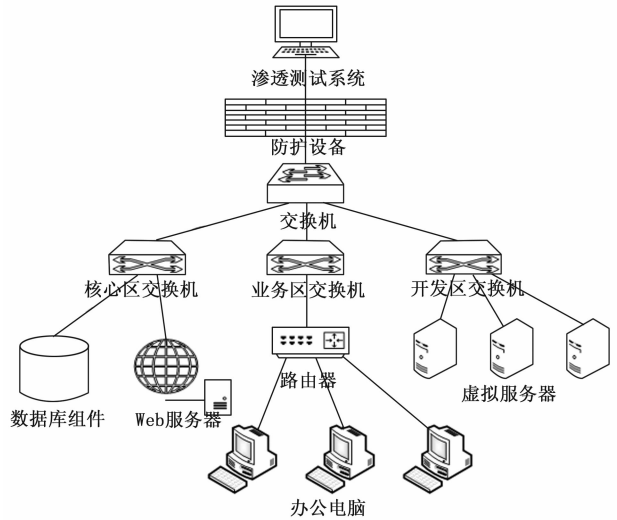 渗透测试系统
防护设备
交换机
核心区交换机
业务区交换机
开发区交换机
数据库组件
Web服务器
路由器
虚拟服务器
办公电脑